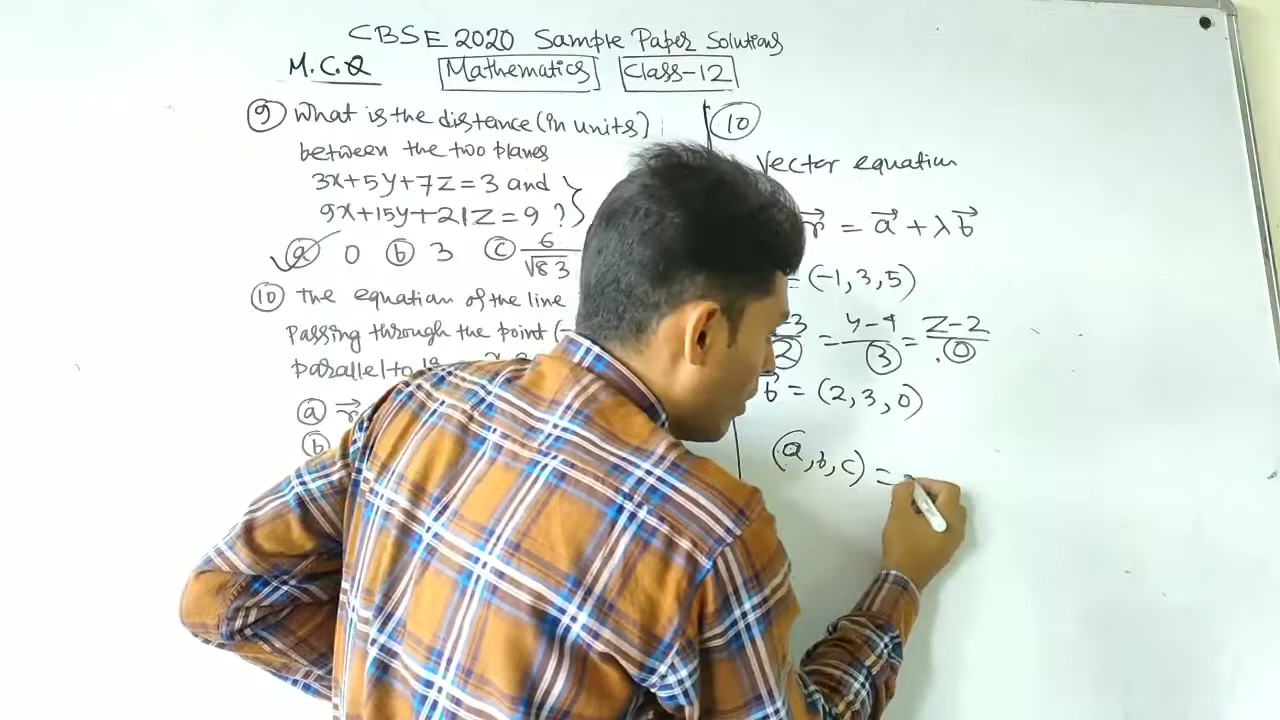 CBSE 2020 Sample Paper Solutions
M.C.Q Mathematics Class-12
9 What is the distance (in units)
between the two planes
3x+5y+7z=3 and
9x+15y+21z=9 ?
a 0 b 3 c 6/√83
10 the equation of the line
Passing through the point (-
parallel to
a r⃗
b
10
Vector equation
r⃗ = a⃗ + λb⃗
= (-1, 3, 5)
-3/2 = y-4/3 = z-2/0
b⃗ = (2, 3, 0)
(a, b, c) =